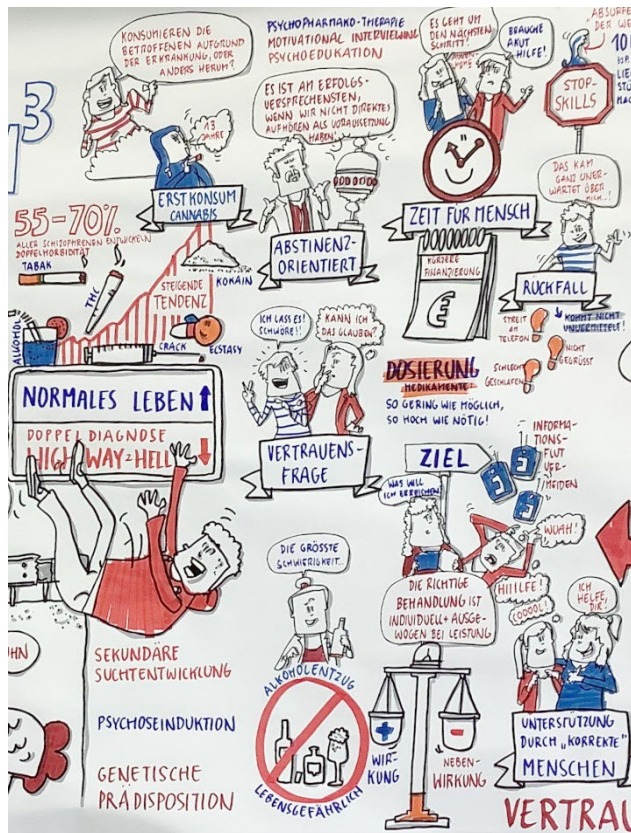 KONSUMIEREN DIE
BETROFFENEN AUFGRUND
DER ERKRANKUNG, ODER
ANDERS HERUM?
3
13
JAHRE
ERSTKONSUM
CANNABIS
55-70%
ALLER SCHIZOPHRENEN ENTWICKELN
DOPPELMORBIDITÄT
TABAK
THC
STEIGENDE
TENDENZ
KOKAIN
ALKOHOL
CRACK
ECSTASY
NORMALES LEBEN
DOPPELDIAGNOSE
HIGHWAY 2 HELL
SEKUNDÄRE
SUCHTENTWICKLUNG
PSYCHOSEINDUKTION
GENETISCHE
PRÄDISPOSITION
PSYCHOPHARMAKO-THERAPIE
MOTIVATIONAL INTERVIEWING
PSYCHOEDUKATION
ES IST AM ERFOLGS-
VERSPRECHENSTEN,
WENN WIR NICHT DIREKTES
AUFHÖREN ALS VORAUSSETZUNG
HABEN!
ABSTINENZ-
ORIENTIERT
ICH LASS ES!
SCHWÖRE!!
KANN ICH
DAS GLAUBEN?
VERTRAUENS-
FRAGE
DIE GRÖSSTE
SCHWIERIGKEIT...
ALKOHOLENTZUG
LEBENSGEFÄHRLICH
ES GEHT UM
DEN NÄCHSTEN
SCHRITT!
BRAUCHE
AKUT
HILFE!
ZEIT FÜR MENSCH
KÜRZERE
FINANZIERUNG
€
DOSIERUNG
MEDIKAMENTE
SO GERING WIE MÖGLICH,
SO HOCH WIE NÖTIG!
STOP-
SKILLS
DAS KAM
GANZ UNER-
WARTET ÜBER
MICH...!
RÜCKFALL
KOMMT NICHT
UNVERMITTELT!
STREIT
AM
TELEFON
NICHT
GEGRÜSST
SCHLECHT
GESCHLAFEN
ZIEL
INFORMA-
TIONS-
FLUT
VER-
MEIDEN
WAS WILL
ICH ERREICHEN?
WUAH!
HIIILFE!
DIE RICHTIGE
BEHANDLUNG IST
INDIVIDUELL + AUSGE-
WOGEN BEI LEISTUNG
WIR-
KUNG
NEBEN-
WIRKUNG
COOOOL!
ICH
HELFE
DIR!
UNTERSTÜTZUNG
DURCH „KORREKTE"
MENSCHEN
VERTRAU